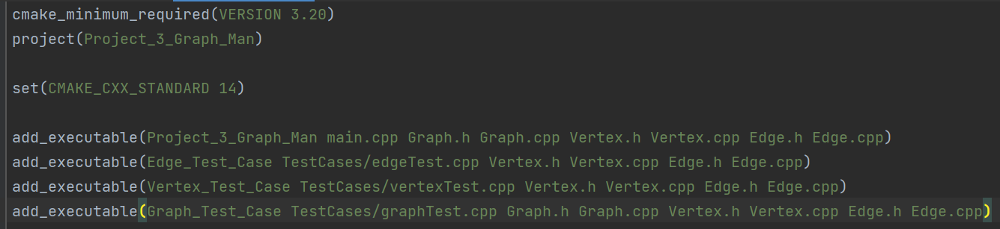 cmake_minimum_required(VERSION 3.20)
project(Project_3_Graph_Man)
set(CMAKE_CXX_STANDARD 14)
add_executable(Project_3_Graph_Man main.cpp Graph.h Graph.cpp Vertex.h Vertex.cpp Edge.h Edge.cpp)
add_executable(Edge_Test_Case TestCases/edgeTest.cpp Vertex.h Vertex.cpp Edge.h Edge.cpp)
add_executable(Vertex_Test_Case TestCases/vertexTest.cpp Vertex.h Vertex.cpp Edge.h Edge.cpp)
add_executable(Graph_Test_Case TestCases/graphTest.cpp Graph.h Graph.cpp Vertex.h Vertex.cpp Edge.h Edge.cpp)